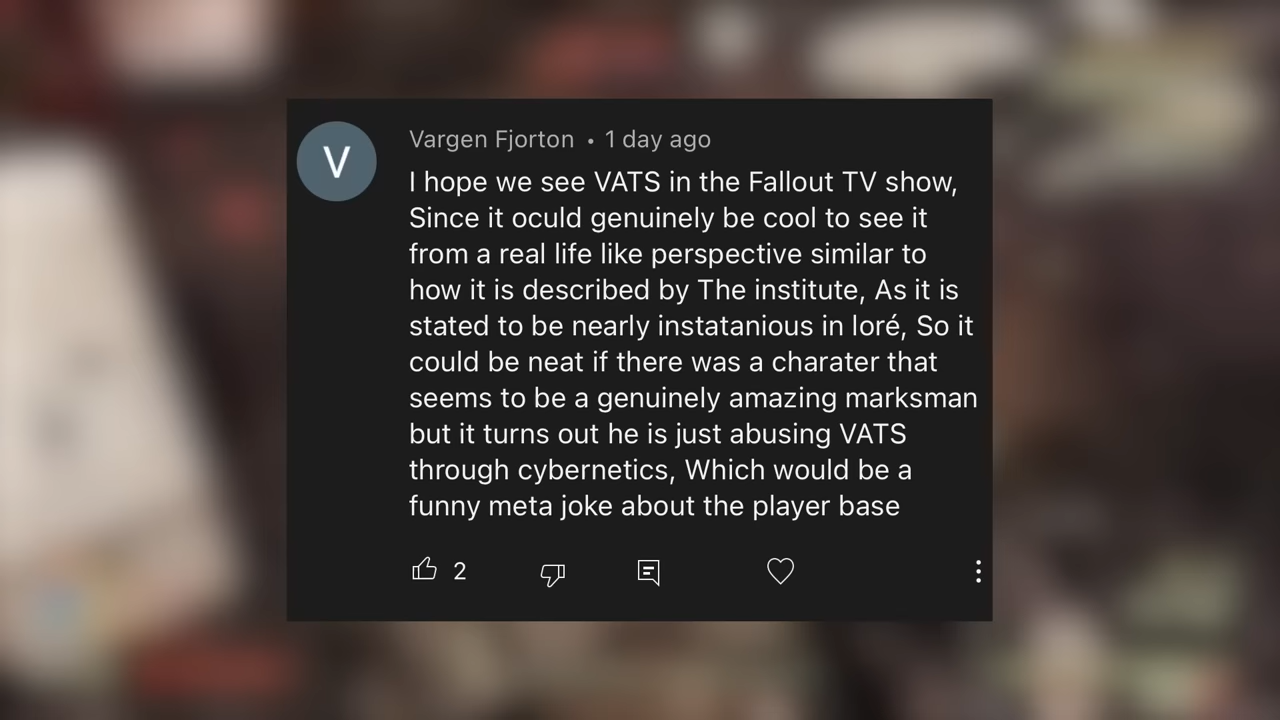 V
Vargen Fjorton • 1 day ago
I hope we see VATS in the Fallout TV show,
Since it oculd genuinely be cool to see it
from a real life like perspective similar to
how it is described by The institute, As it is
stated to be nearly instatanious in loré, So it
could be neat if there was a charater that
seems to be a genuinely amazing marksman
but it turns out he is just abusing VATS
through cybernetics, Which would be a
funny meta joke about the player base
2